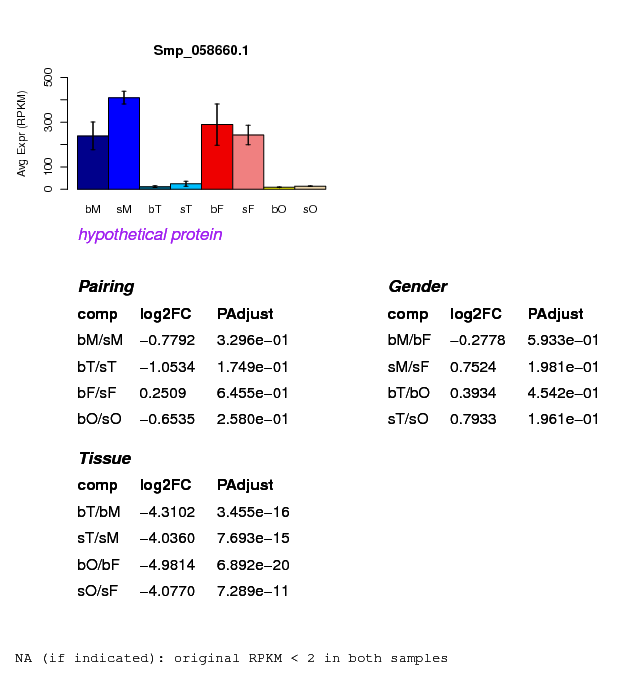 Smp_058660.1
Avg Expr (RPKM)
500
300
100
0
bM sM bT sT bF sF bO sO
hypothetical protein
Pairing
comp log2FC PAdjust
bM/sM −0.7792 3.296e−01
bT/sT −1.0534 1.749e−01
bF/sF 0.2509 6.455e−01
bO/sO −0.6535 2.580e−01
Gender
comp log2FC PAdjust
bM/bF −0.2778 5.933e−01
sM/sF 0.7524 1.981e−01
bT/bO 0.3934 4.542e−01
sT/sO 0.7933 1.961e−01
Tissue
comp log2FC PAdjust
bT/bM −4.3102 3.455e−16
sT/sM −4.0360 7.693e−15
bO/bF −4.9814 6.892e−20
sO/sF −4.0770 7.289e−11
NA (if indicated): original RPKM < 2 in both samples